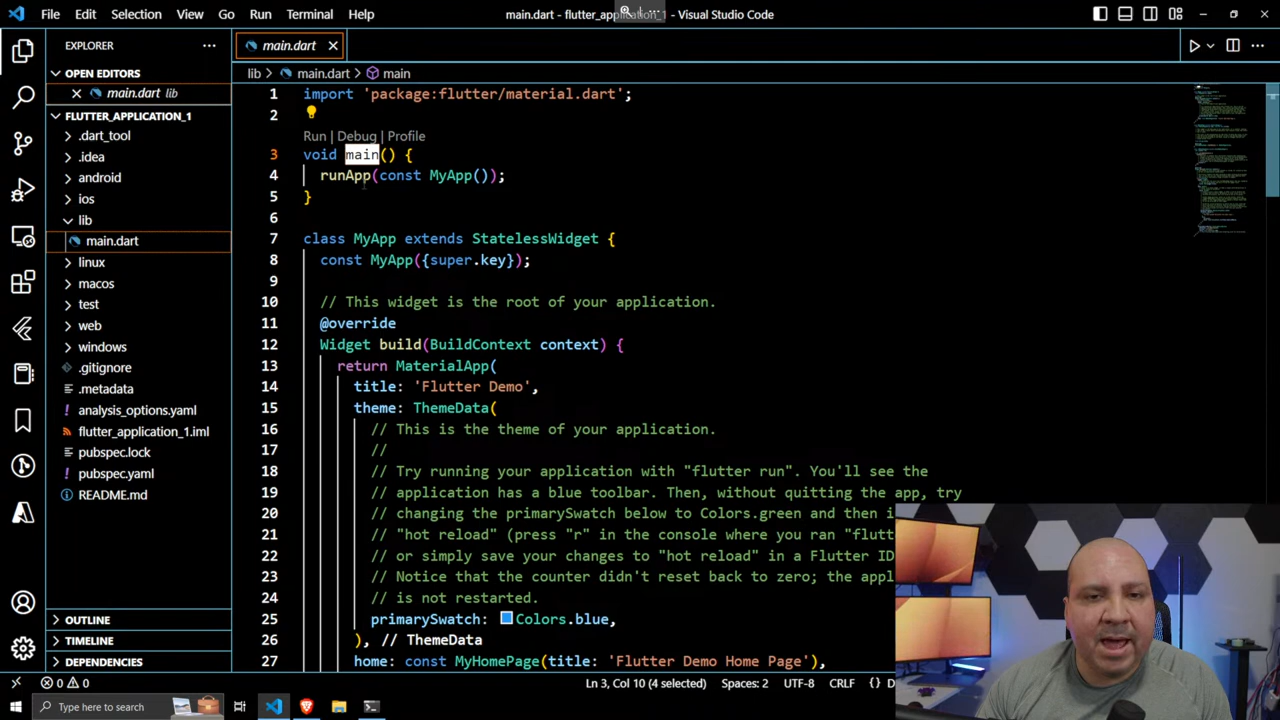 File Edit Selection View Go Run Terminal Help
main.dart - flutter_application_1 - Visual Studio Code
EXPLORER
OPEN EDITORS
main.dart lib
FLUTTER_APPLICATION_1
.dart_tool
.idea
android
ios
lib
main.dart
linux
macos
test
web
windows
.gitignore
.metadata
analysis_options.yaml
flutter_application_1.iml
pubspec.lock
pubspec.yaml
README.md
OUTLINE
TIMELINE
DEPENDENCIES
main.dart
lib > main.dart > main
1 import 'package:flutter/material.dart';
2
Run | Debug | Profile
3 void main() {
4 runApp(const MyApp());
5 }
6
7 class MyApp extends StatelessWidget {
8 const MyApp({super.key});
9
10 // This widget is the root of your application.
11 @override
12 Widget build(BuildContext context) {
13 return MaterialApp(
14 title: 'Flutter Demo',
15 theme: ThemeData(
16 // This is the theme of your application.
17 //
18 // Try running your application with "flutter run". You'll see the
19 // application has a blue toolbar. Then, without quitting the app, try
20 // changing the primarySwatch below to Colors.green and then i
21 // "hot reload" (press "r" in the console where you ran "flutt
22 // or simply save your changes to "hot reload" in a Flutter ID
23 // Notice that the counter didn't reset back to zero; the appl
24 // is not restarted.
25 primarySwatch: Colors.blue,
26 ), // ThemeData
27 home: const MyHomePage(title: 'Flutter Demo Home Page'),
0 0 Ln 3, Col 10 (4 selected) Spaces: 2 UTF-8 CRLF {} D
Type here to search